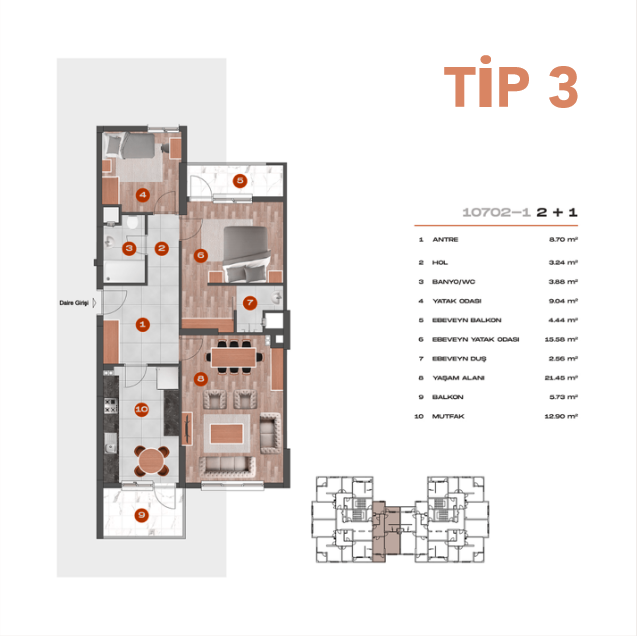 TİP 3
10702-1 2 + 1
1 ANTRE 8.70 m²
2 HOL 3.24 m²
3 BANYO/WC 3.88 m²
4 YATAK ODASI 9.04 m²
5 EBEVEYN BALKON 4.44 m²
6 EBEVEYN YATAK ODASI 15.58 m²
7 EBEVEYN DUŞ 2.56 m²
8 YAŞAM ALANI 21.45 m²
9 BALKON 5.73 m²
10 MUTFAK 12.90 m²
4
5
3
2
6
Daire Girişi
7
1
8
10
9